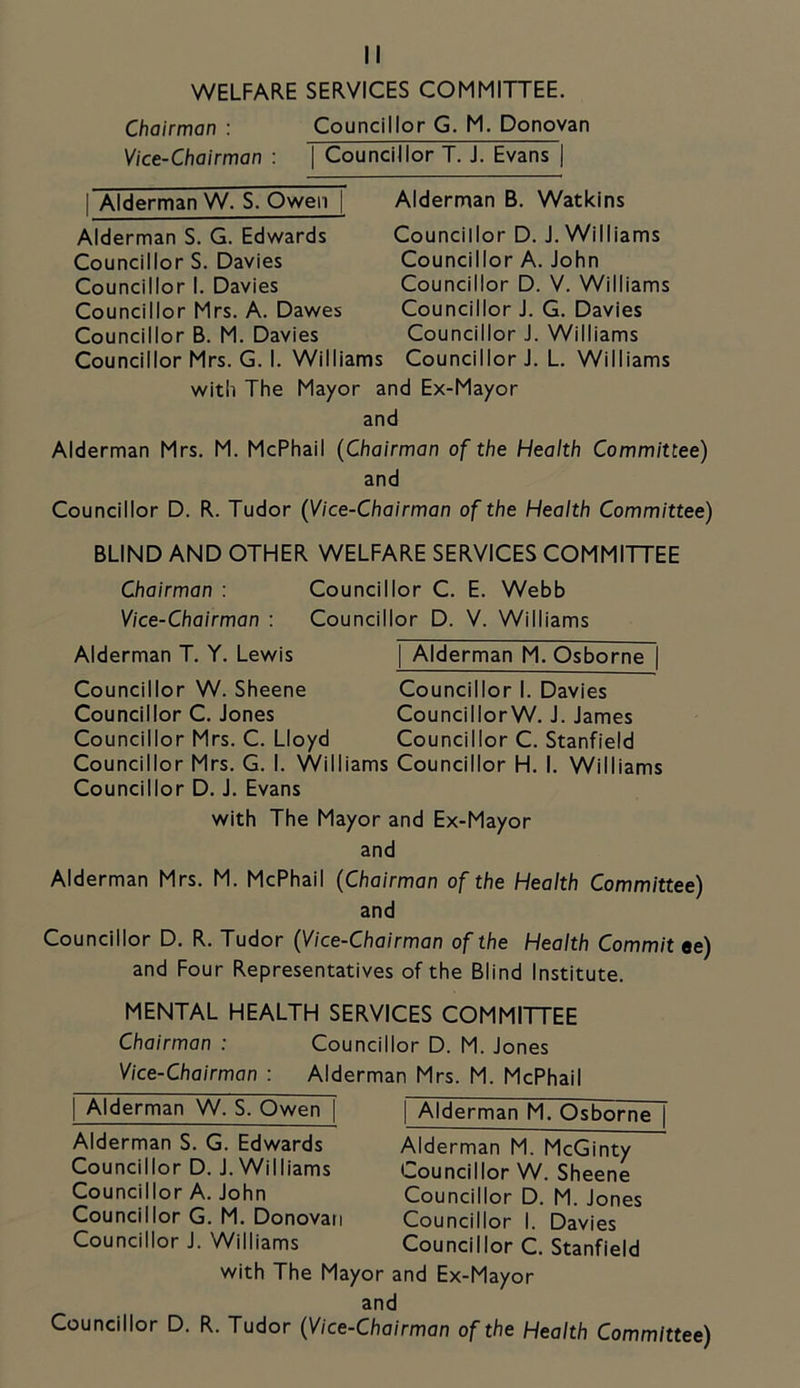 11
WELFARE SERVICES COMMITTEE.
Chairman : Councillor G. M. Donovan
Vice-Chairman : | Councillor T. J. Evans |
| Alderman W. S. Owen | Alderman B. Watkins
Alderman S. G. Edwards Councillor D. J. Williams
Councillor S. Davies Councillor A. John
Councillor I. Davies Councillor D. V. Williams
Councillor Mrs. A. Dawes Councillor J. G. Davies
Councillor B. M. Davies Councillor J. Williams
Councillor Mrs. G. I. Williams Councillor J. L. Williams
with The Mayor and Ex-Mayor
and
Alderman Mrs. M. McPhail (Chairman of the Health Committee)
and
Councillor D. R. Tudor (Vice-Chairman of the Health Committee)
BLIND AND OTHER WELFARE SERVICES COMMITTEE
Chairman : Councillor C. E. Webb
Vice-Chairman : Councillor D. V. Williams
Alderman T. Y. Lewis | Alderman M. Osborne |
Councillor W. Sheene Councillor I. Davies
Councillor C. Jones Councillor W. J. James
Councillor Mrs. C. Lloyd Councillor C. Stanfield
Councillor Mrs. G. I. Williams Councillor H. I. Williams
Councillor D. J. Evans
with The Mayor and Ex-Mayor
and
Alderman Mrs. M. McPhail (Chairman of the Health Committee)
and
Councillor D. R. Tudor (Vice-Chairman of the Health Commit ee)
and Four Representatives of the Blind Institute.
MENTAL HEALTH SERVICES COMMITTEE
Chairman : Councillor D. M. Jones
Vice-Chairman : Alderman Mrs. M. McPhail
| Alderman W. S. Owen | | Alderman M. Osborne |
Alderman S. G. Edwards Alderman M. McGinty
Councillor D. J. Williams Councillor W. Sheene
Councillor A. John Councillor D. M. Jones
Councillor G. M. Donovan Councillor I. Davies
Councillor J. Williams Councillor C. Stanfield
with The Mayor and Ex-Mayor
and
Councillor D. R. Tudor (Vice-Chairman of the Health Committee)